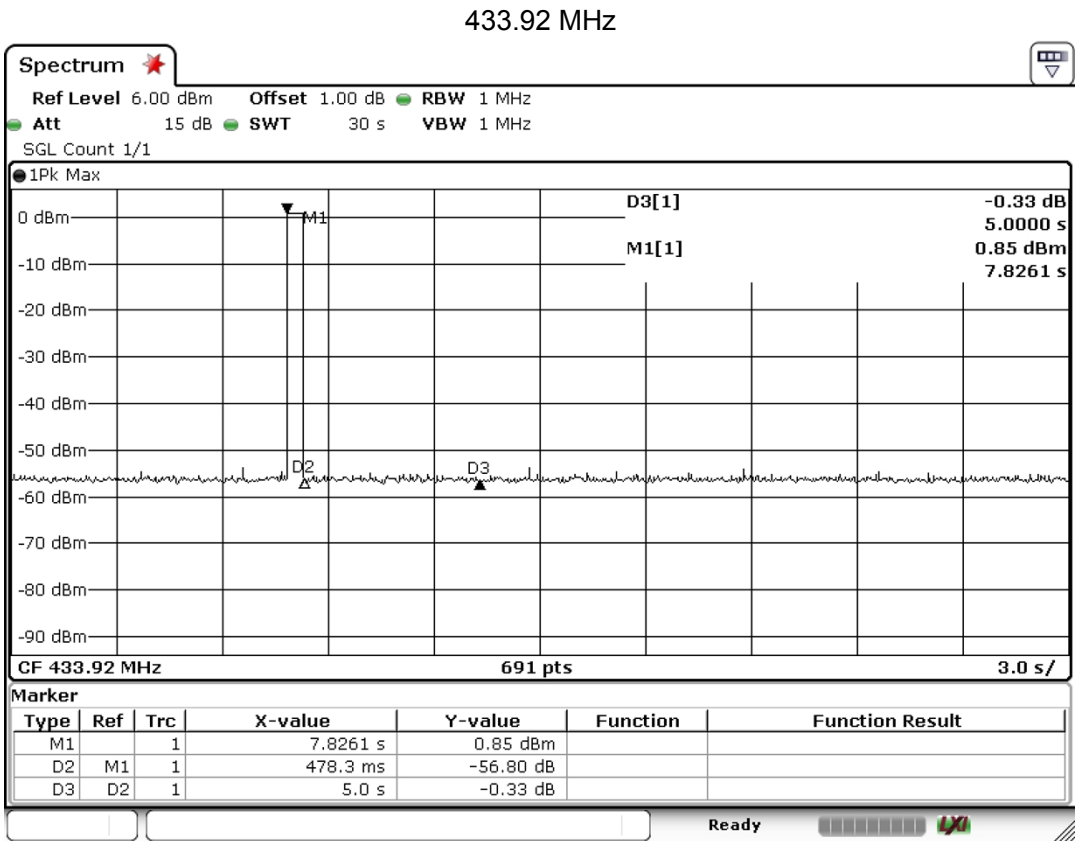 433.92 MHz
Spectrum
Ref Level 6.00 dBm Offset 1.00 dB RBW 1 MHz
Att 15 dB SWT 30 s VBW 1 MHz
SGL Count 1/1
1Pk Max
D3[1] -0.33 dB
5.0000 s
M1[1] 0.85 dBm
7.8261 s
M1
0 dBm
-10 dBm
-20 dBm
-30 dBm
-40 dBm
-50 dBm
D2 D3
-60 dBm
-70 dBm
-80 dBm
-90 dBm
CF 433.92 MHz 691 pts 3.0 s/
Marker
Type Ref Trc X-value Y-value Function Function Result
M1 1 7.8261 s 0.85 dBm
D2 M1 1 478.3 ms -56.80 dB
D3 D2 1 5.0 s -0.33 dB
Ready LXI